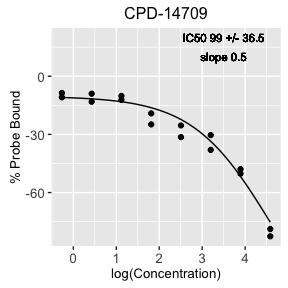 CPD-14709
IC50 99 +/- 36.5
slope 0.5
0
-30
-60
% Probe Bound
0
1
2
3
4
log(Concentration)